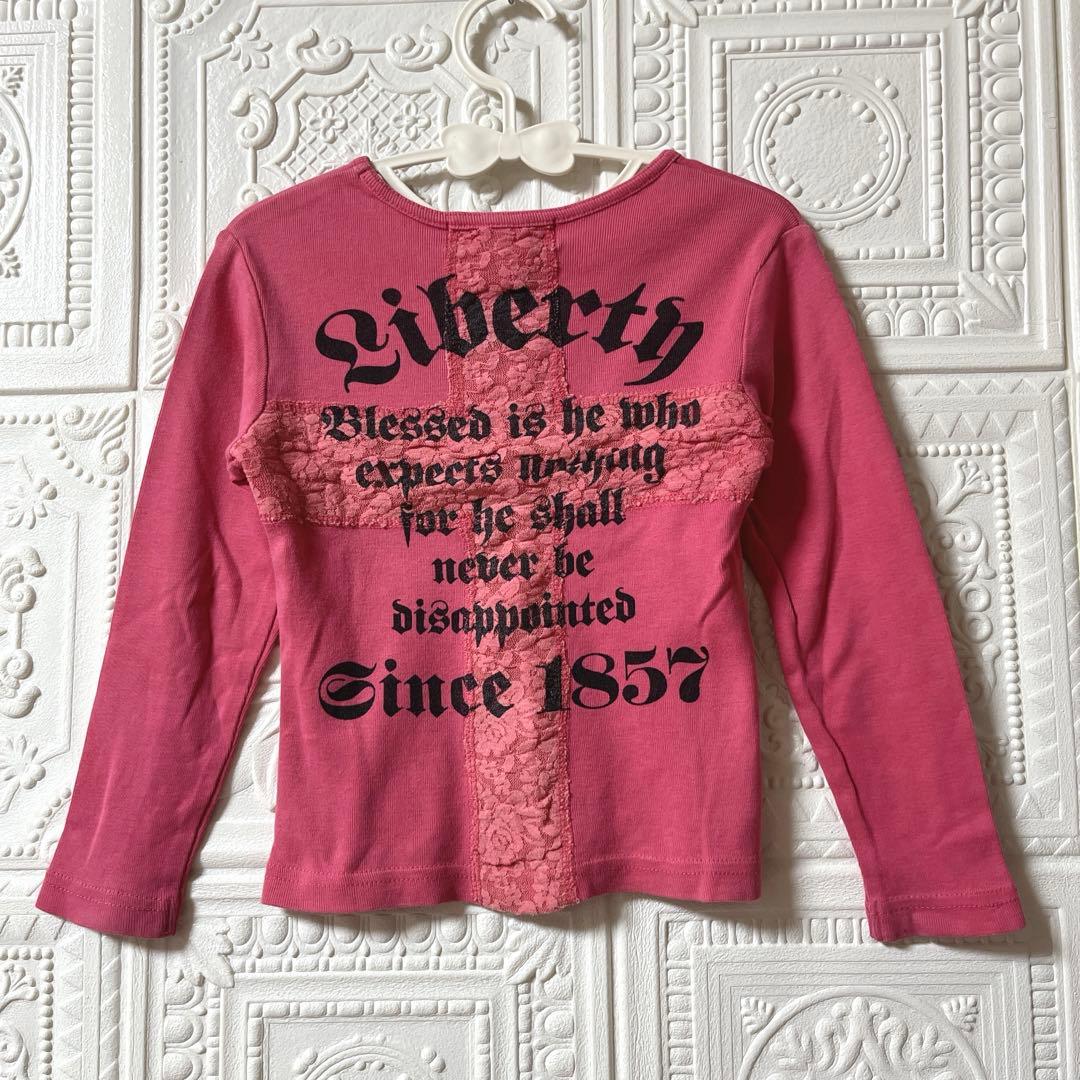 Liberty
Blessed is he who
expects nothing
for he shall
never be
disappointed
Since 1857